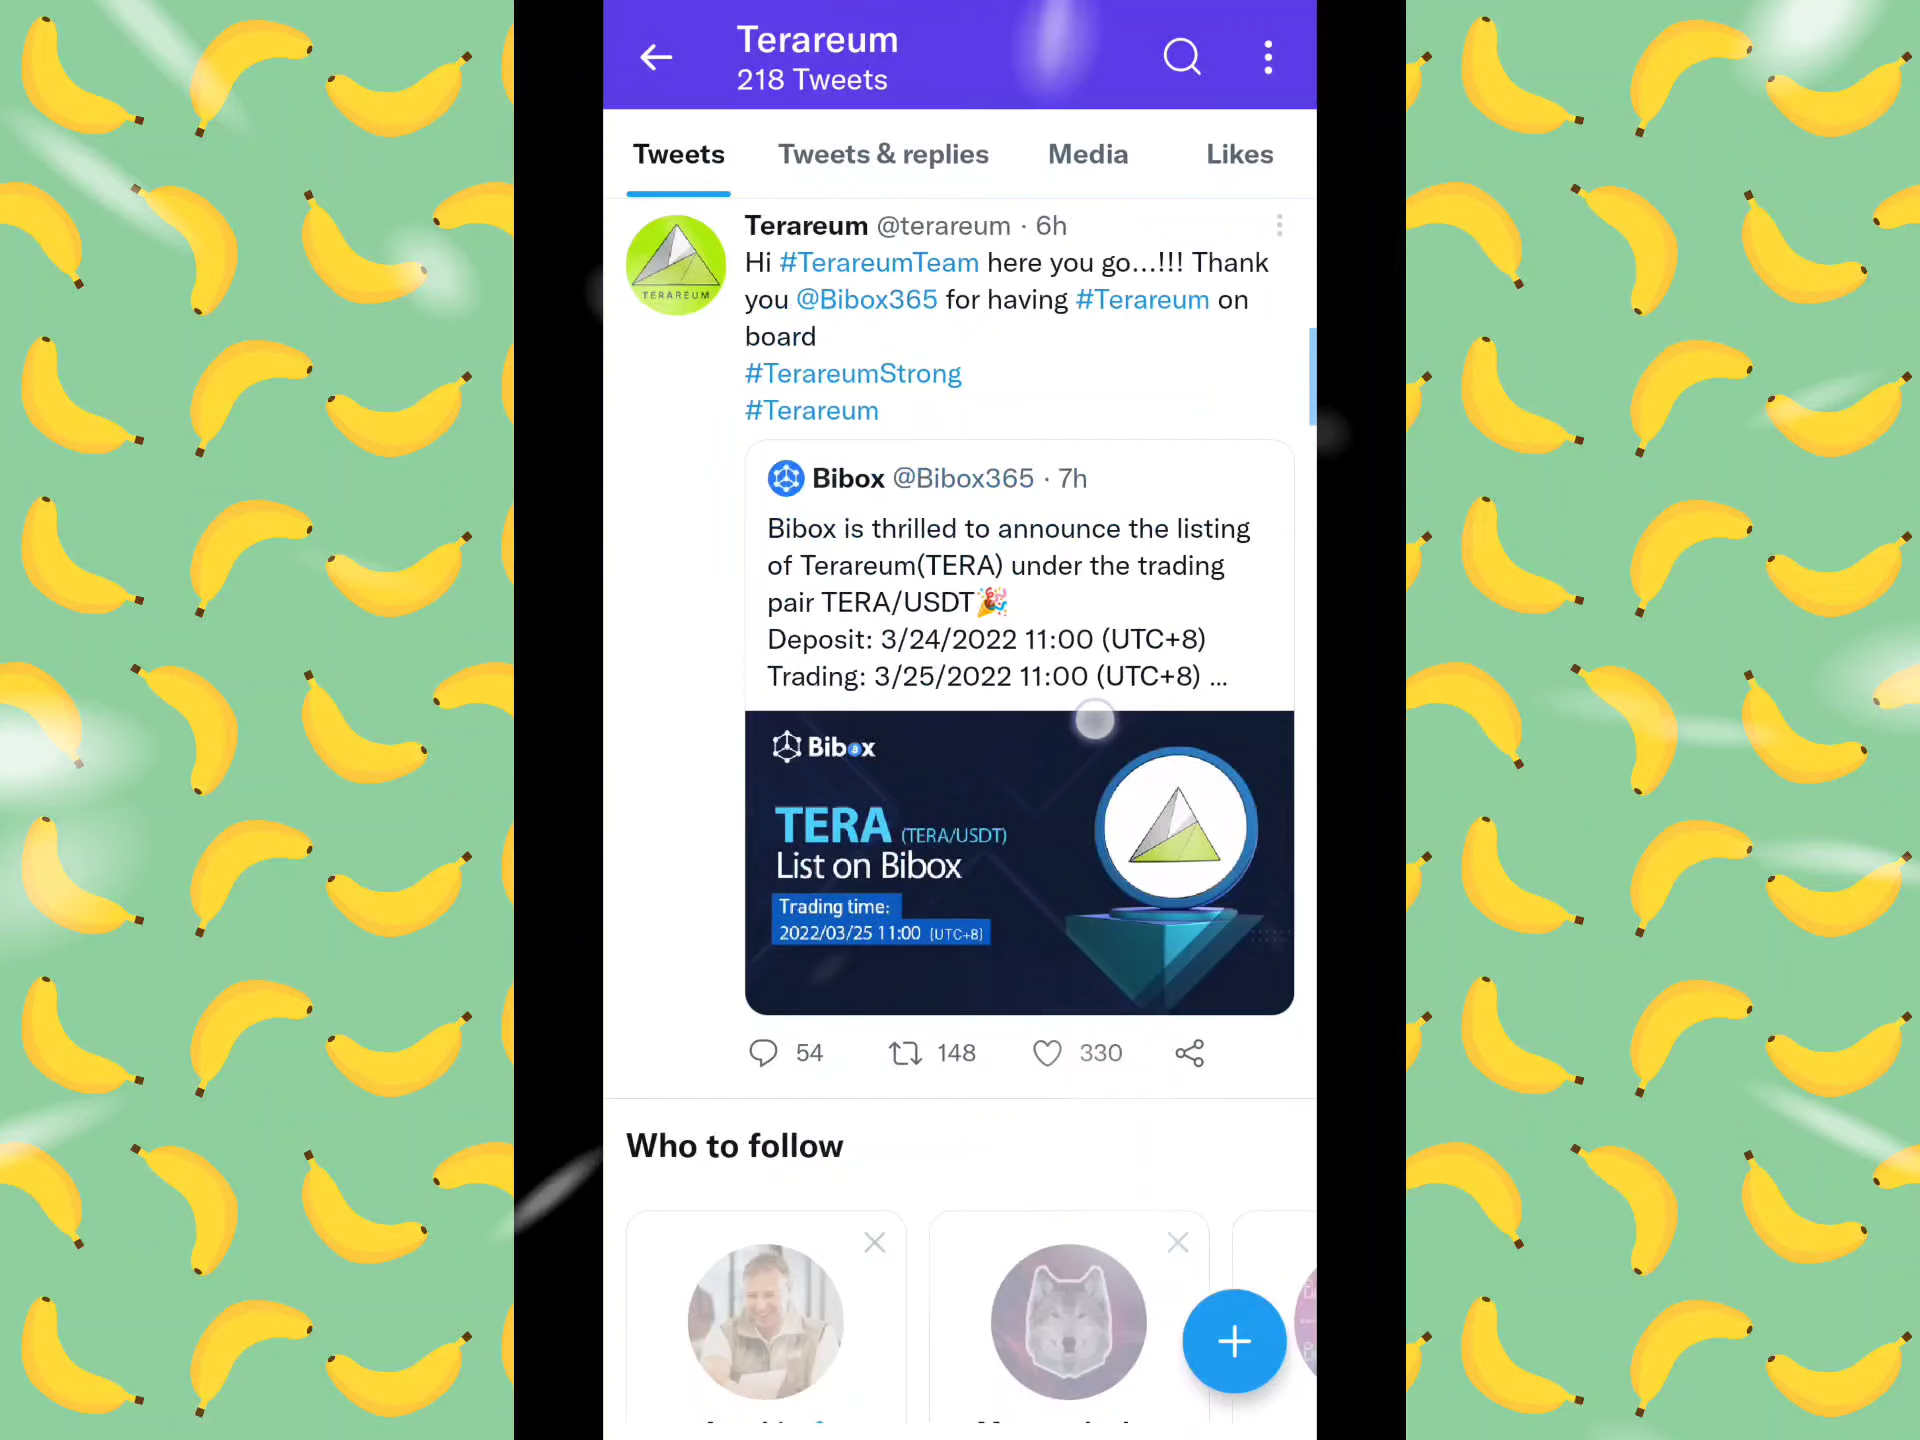 Terareum
218 Tweets
Tweets Tweets & replies Media Likes
Terareum @terareum · 6h
Hi #TerareumTeam here you go...!!! Thank
you @Bibox365 for having #Terareum on
board
#TerareumStrong
#Terareum
TERAREUM
Bibox @Bibox365 · 7h
Bibox is thrilled to announce the listing
of Terareum(TERA) under the trading
pair TERA/USDT🎉
Deposit: 3/24/2022 11:00 (UTC+8)
Trading: 3/25/2022 11:00 (UTC+8) ...
Bibox
TERA (TERA/USDT)
List on Bibox
Trading time:
2022/03/25 11:00 (UTC+8)
54 148 330
Who to follow